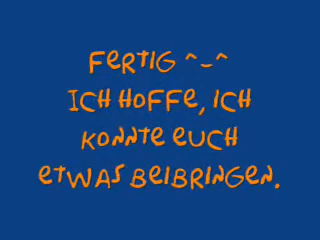 FeRTIG ^-^
ICH HOFFE, ICH
KONNTE EUCH
ETWAS BEIBRINGEN.